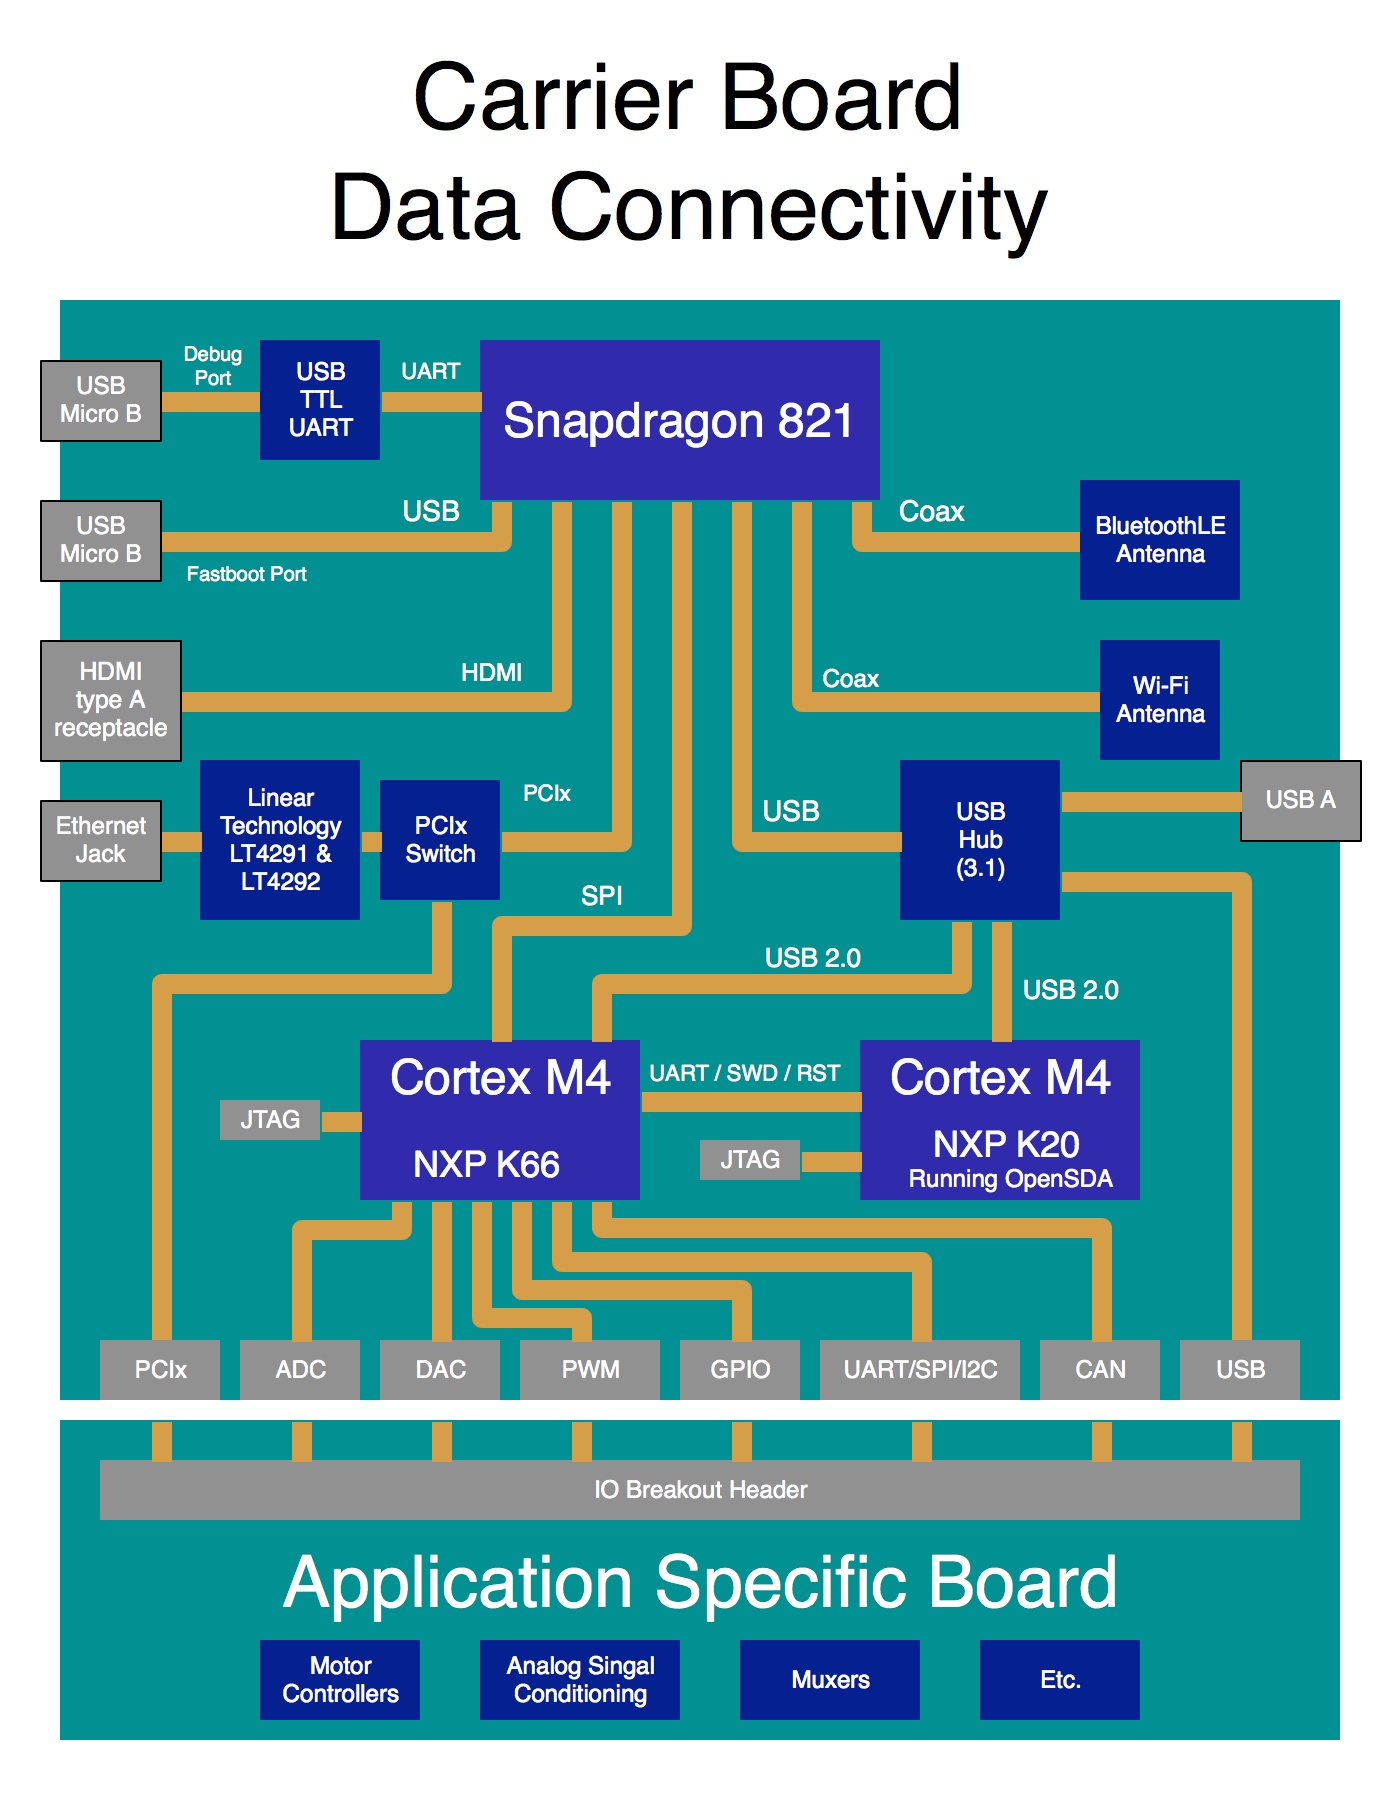 Carrier Board
Data Connectivity
USB
Micro B
Debug
Port
USB
TTL
UART
UART
Snapdragon 821
USB
Micro B
USB
Fastboot Port
Coax
BluetoothLE
Antenna
HDMI
type A
receptacle
HDMI
Coax
Wi-Fi
Antenna
Ethernet
Jack
Linear
Technology
LT4291 &
LT4292
PCIx
Switch
PCIx
USB
USB
Hub
(3.1)
USB A
SPI
USB 2.0
USB 2.0
JTAG
Cortex M4
NXP K66
UART / SWD / RST
JTAG
Cortex M4
NXP K20
Running OpenSDA
PCIx
ADC
DAC
PWM
GPIO
UART/SPI/I2C
CAN
USB
IO Breakout Header
Application Specific Board
Motor
Controllers
Analog Singal
Conditioning
Muxers
Etc.